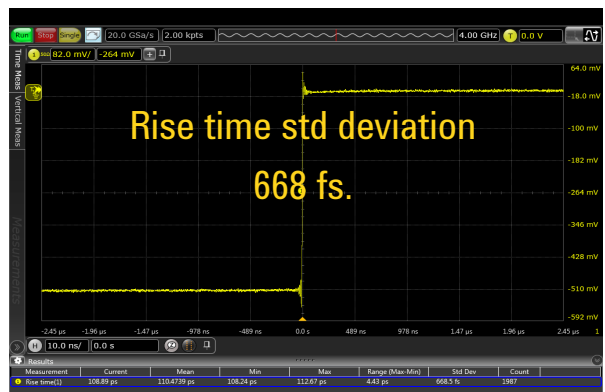 Run Stop Single 20.0 GSa/s 2.00 kpts 4.00 GHz T 0.0 V
1 50Ω 82.0 mV/ -264 mV +
Time Meas
Vertical Meas
Measurements
64.0 mV
-18.0 mV
-100 mV
-182 mV
-264 mV
-346 mV
-428 mV
-510 mV
-592 mV
Rise time std deviation
668 fs.
-2.45 µs -1.96 µs -1.47 µs -978 ns -489 ns 0.0 s 489 ns 978 ns 1.47 µs 1.96 µs 2.45 µs 1
H 10.0 ns/ 0.0 s
Results
Measurement Current Mean Min Max Range (Max-Min) Std Dev Count
1 Rise time(1) 108.89 ps 110.4739 ps 108.24 ps 112.67 ps 4.43 ps 668.5 fs 1987